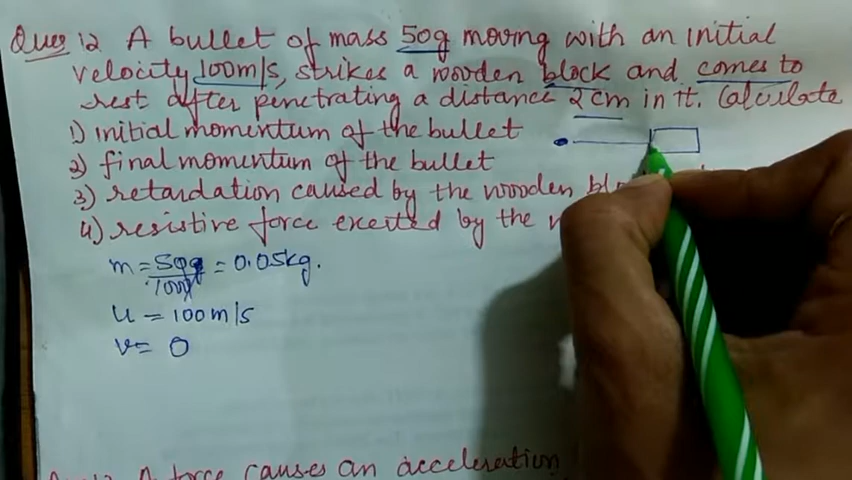 Ques 12 A bullet of mass 50g moving with an initial
velocity 100m/s, strikes a wooden block and comes to
rest after penetrating a distance 2 cm in it. Calculate
1) initial momentum of the bullet
2) final momentum of the bullet
3) retardation caused by the wooden
4) resistive force exerted by the
m = 50g/1000 = 0.05kg.
u = 100m/s
v = 0
A force causes an acceleration